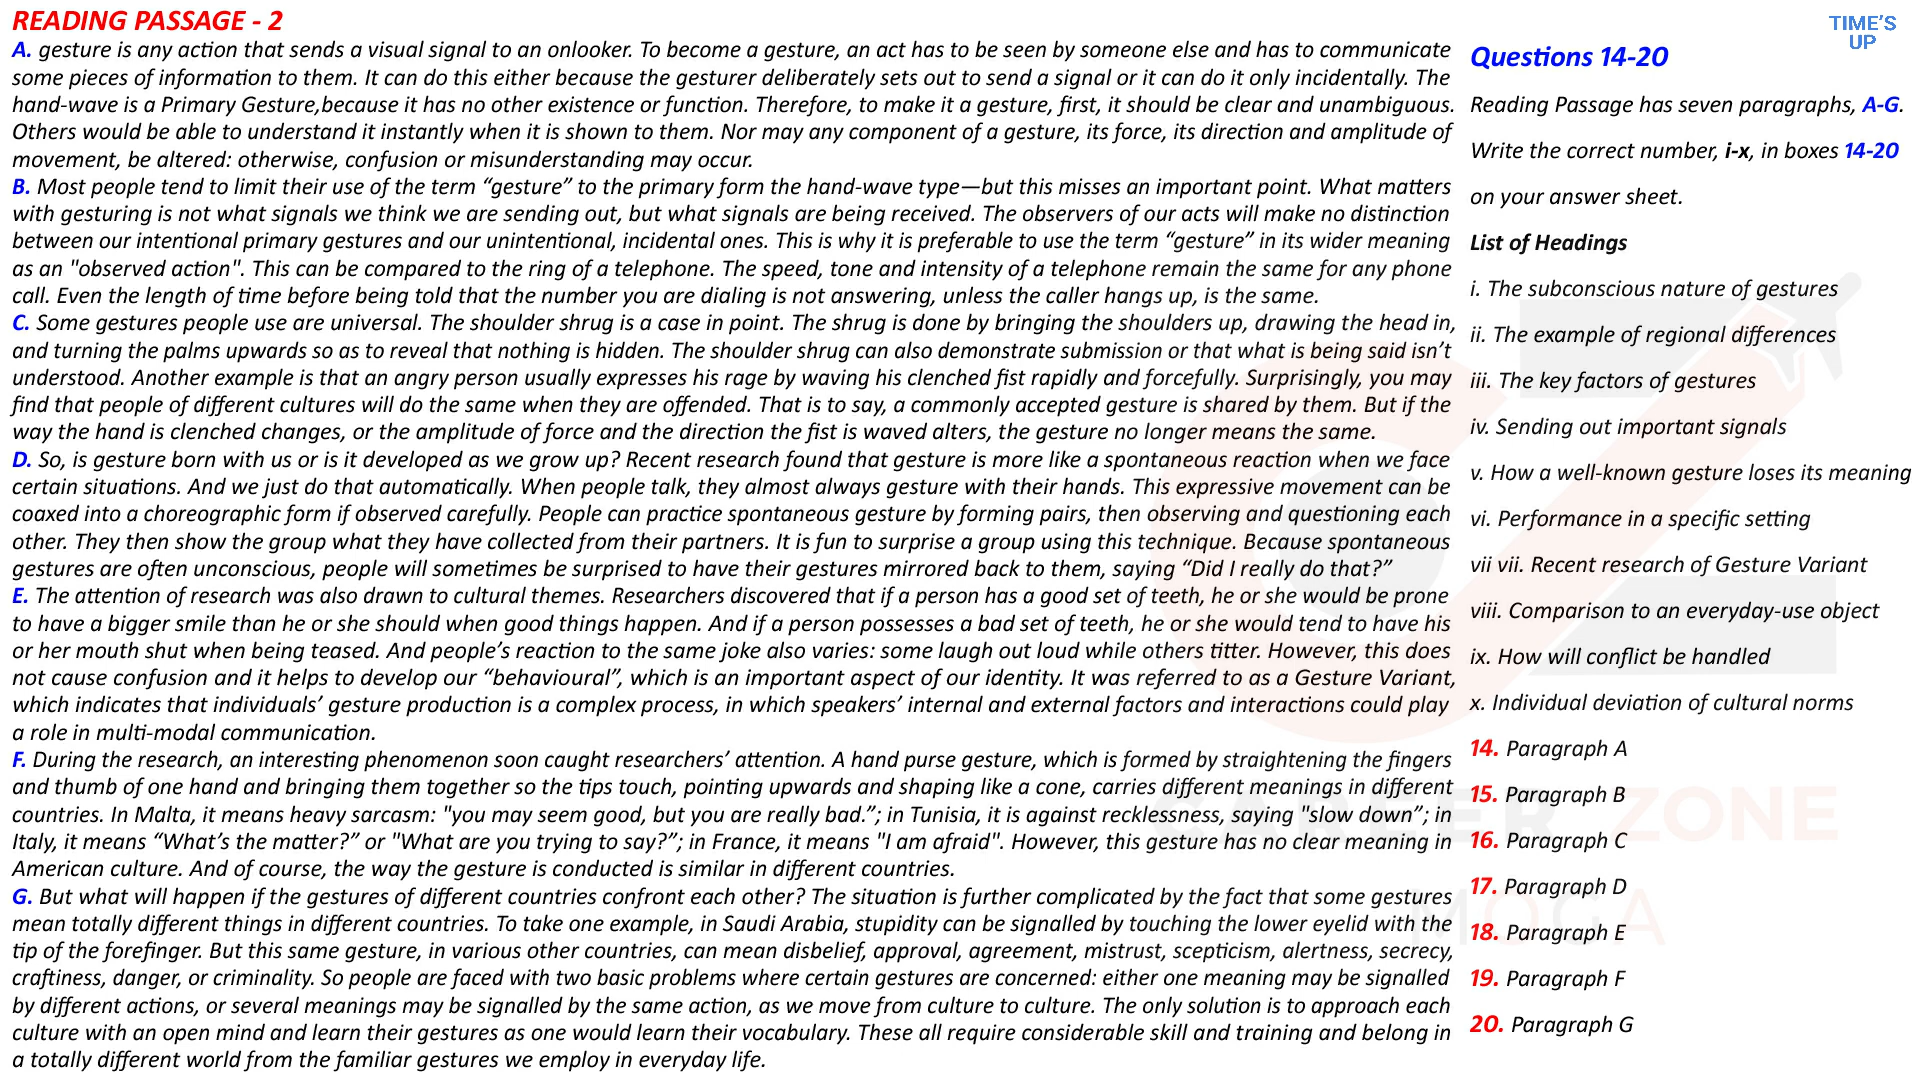 READING PASSAGE - 2
A. gesture is any action that sends a visual signal to an onlooker. To become a gesture, an act has to be seen by someone else and has to communicate
some pieces of information to them. It can do this either because the gesturer deliberately sets out to send a signal or it can do it only incidentally. The
hand-wave is a Primary Gesture,because it has no other existence or function. Therefore, to make it a gesture, first, it should be clear and unambiguous.
Others would be able to understand it instantly when it is shown to them. Nor may any component of a gesture, its force, its direction and amplitude of
movement, be altered: otherwise, confusion or misunderstanding may occur.
B. Most people tend to limit their use of the term “gesture” to the primary form the hand-wave type—but this misses an important point. What matters
with gesturing is not what signals we think we are sending out, but what signals are being received. The observers of our acts will make no distinction
between our intentional primary gestures and our unintentional, incidental ones. This is why it is preferable to use the term “gesture” in its wider meaning
as an "observed action". This can be compared to the ring of a telephone. The speed, tone and intensity of a telephone remain the same for any phone
call. Even the length of time before being told that the number you are dialing is not answering, unless the caller hangs up, is the same.
C. Some gestures people use are universal. The shoulder shrug is a case in point. The shrug is done by bringing the shoulders up, drawing the head in,
and turning the palms upwards so as to reveal that nothing is hidden. The shoulder shrug can also demonstrate submission or that what is being said isn’t
understood. Another example is that an angry person usually expresses his rage by waving his clenched fist rapidly and forcefully. Surprisingly, you may
find that people of different cultures will do the same when they are offended. That is to say, a commonly accepted gesture is shared by them. But if the
way the hand is clenched changes, or the amplitude of force and the direction the fist is waved alters, the gesture no longer means the same.
D. So, is gesture born with us or is it developed as we grow up? Recent research found that gesture is more like a spontaneous reaction when we face
certain situations. And we just do that automatically. When people talk, they almost always gesture with their hands. This expressive movement can be
coaxed into a choreographic form if observed carefully. People can practice spontaneous gesture by forming pairs, then observing and questioning each
other. They then show the group what they have collected from their partners. It is fun to surprise a group using this technique. Because spontaneous
gestures are often unconscious, people will sometimes be surprised to have their gestures mirrored back to them, saying “Did I really do that?”
E. The attention of research was also drawn to cultural themes. Researchers discovered that if a person has a good set of teeth, he or she would be prone
to have a bigger smile than he or she should when good things happen. And if a person possesses a bad set of teeth, he or she would tend to have his
or her mouth shut when being teased. And people’s reaction to the same joke also varies: some laugh out loud while others titter. However, this does
not cause confusion and it helps to develop our “behavioural”, which is an important aspect of our identity. It was referred to as a Gesture Variant,
which indicates that individuals’ gesture production is a complex process, in which speakers’ internal and external factors and interactions could play
a role in multi-modal communication.
F. During the research, an interesting phenomenon soon caught researchers’ attention. A hand purse gesture, which is formed by straightening the fingers
and thumb of one hand and bringing them together so the tips touch, pointing upwards and shaping like a cone, carries different meanings in different
countries. In Malta, it means heavy sarcasm: "you may seem good, but you are really bad.”; in Tunisia, it is against recklessness, saying "slow down”; in
Italy, it means “What’s the matter?” or "What are you trying to say?”; in France, it means "I am afraid". However, this gesture has no clear meaning in
American culture. And of course, the way the gesture is conducted is similar in different countries.
G. But what will happen if the gestures of different countries confront each other? The situation is further complicated by the fact that some gestures
mean totally different things in different countries. To take one example, in Saudi Arabia, stupidity can be signalled by touching the lower eyelid with the
tip of the forefinger. But this same gesture, in various other countries, can mean disbelief, approval, agreement, mistrust, scepticism, alertness, secrecy,
craftiness, danger, or criminality. So people are faced with two basic problems where certain gestures are concerned: either one meaning may be signalled
by different actions, or several meanings may be signalled by the same action, as we move from culture to culture. The only solution is to approach each
culture with an open mind and learn their gestures as one would learn their vocabulary. These all require considerable skill and training and belong in
a totally different world from the familiar gestures we employ in everyday life.
TIME’S
UP
Questions 14-20
Reading Passage has seven paragraphs, A-G.
Write the correct number, i-x, in boxes 14-20
on your answer sheet.
List of Headings
i. The subconscious nature of gestures
ii. The example of regional differences
iii. The key factors of gestures
iv. Sending out important signals
v. How a well-known gesture loses its meaning
vi. Performance in a specific setting
vii vii. Recent research of Gesture Variant
viii. Comparison to an everyday-use object
ix. How will conflict be handled
x. Individual deviation of cultural norms
14. Paragraph A
15. Paragraph B
16. Paragraph C
17. Paragraph D
18. Paragraph E
19. Paragraph F
20. Paragraph G
CAREER ZONE
MOGA